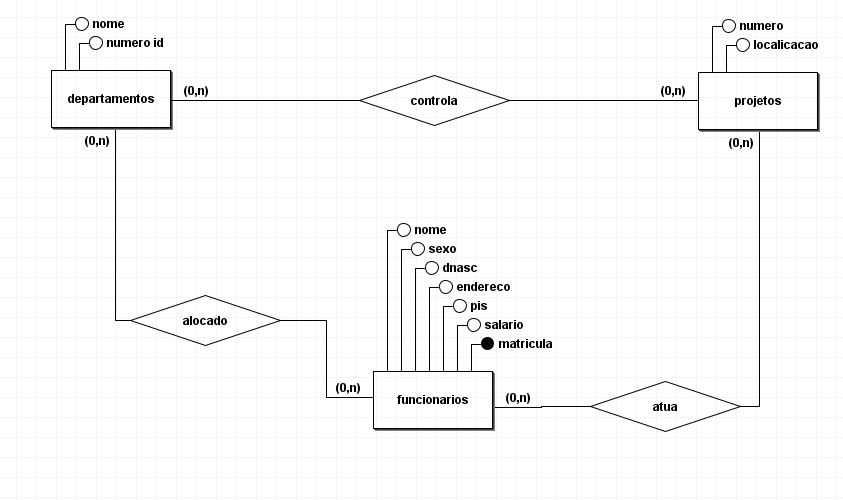 nome
numero id
departamentos
(0,n)
(0,n)
controla
(0,n)
numero
localicacao
projetos
(0,n)
nome
sexo
dnasc
endereco
pis
salario
matricula
alocado
(0,n)
funcionarios
(0,n)
atua